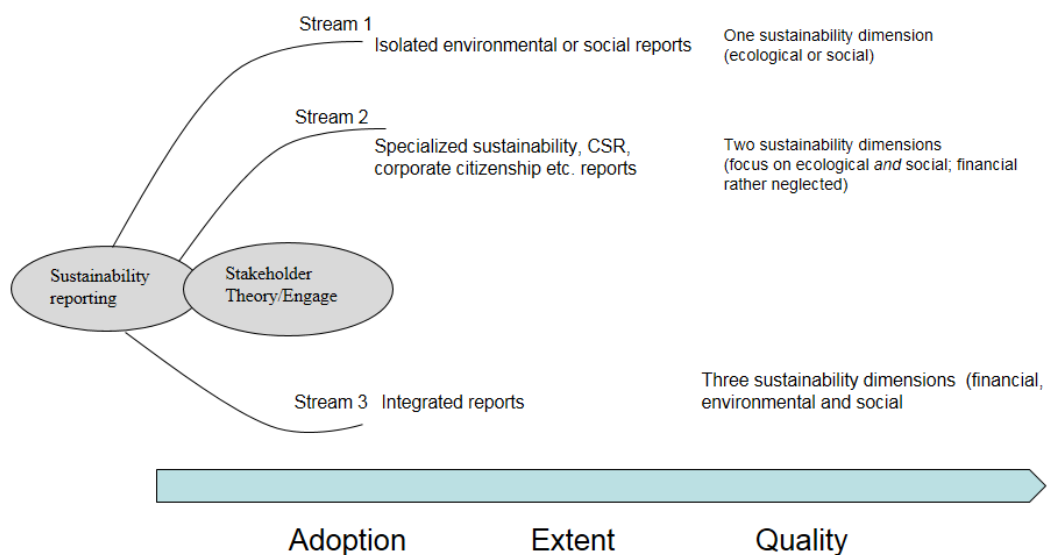 Stream 1
Isolated environmental or social reports
One sustainability dimension
(ecological or social)
Stream 2
Specialized sustainability, CSR,
corporate citizenship etc. reports
Two sustainability dimensions
(focus on ecological and social; financial
rather neglected)
Sustainability
reporting
Stakeholder
Theory/Engage
Stream 3 Integrated reports
Three sustainability dimensions (financial,
environmental and social
Adoption
Extent
Quality